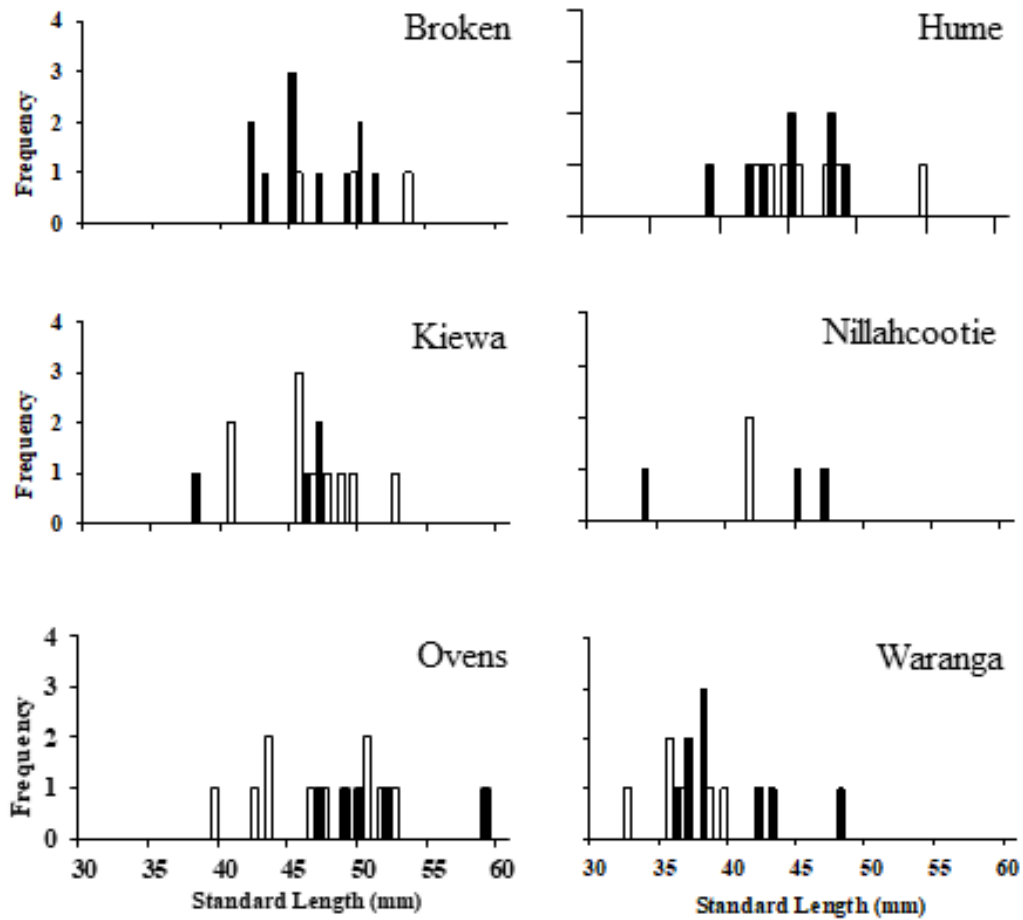 Broken
Frequency
4
3
2
1
0
Hume
Kiewa
Frequency
4
3
2
1
0
Nillahcootie
Ovens
Frequency
4
3
2
1
0
30 35 40 45 50 55 60
Standard Length (mm)
Waranga
30 35 40 45 50 55 60
Standard Length (mm)